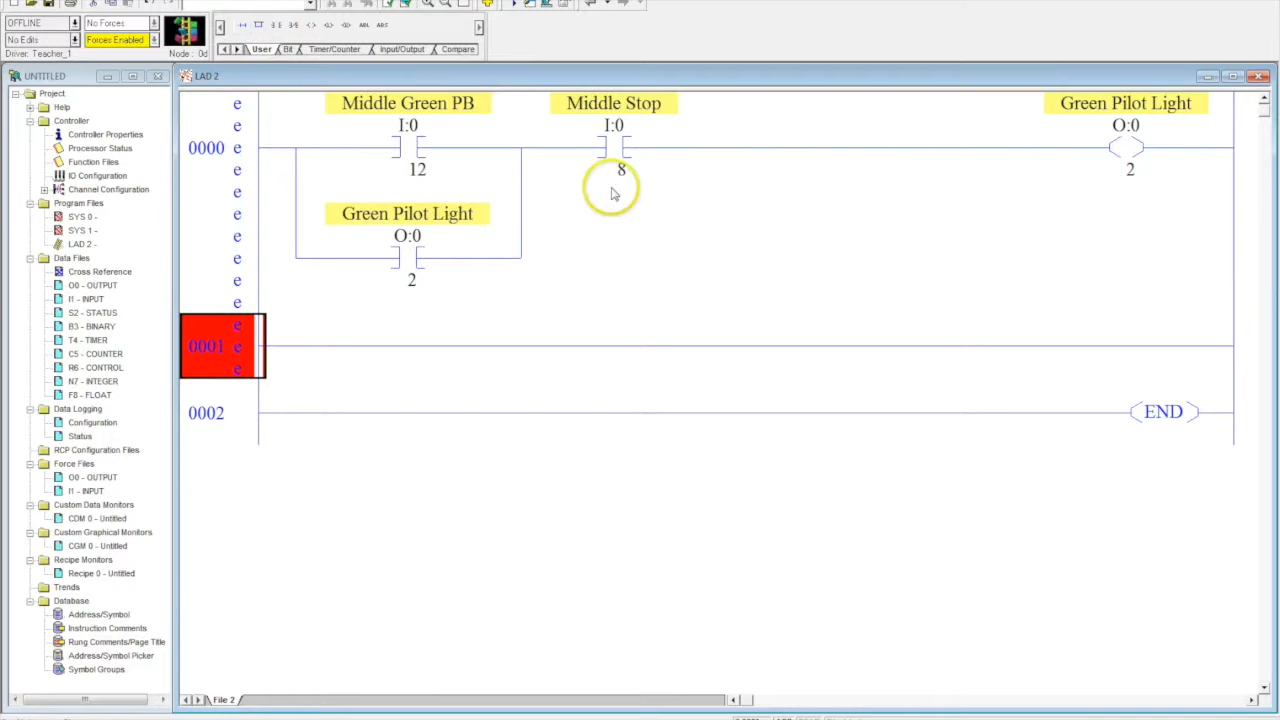 OFFLINE No Forces
No Edits Forces Enabled
Driver: Teacher_1 Node : 0d
ABL ABS
User Bit Timer/Counter Input/Output Compare
UNTITLED
Project
Help
Controller
Controller Properties
Processor Status
Function Files
IO Configuration
Channel Configuration
Program Files
SYS 0 -
SYS 1 -
LAD 2 -
Data Files
Cross Reference
O0 - OUTPUT
I1 - INPUT
S2 - STATUS
B3 - BINARY
T4 - TIMER
C5 - COUNTER
R6 - CONTROL
N7 - INTEGER
F8 - FLOAT
Data Logging
Configuration
Status
RCP Configuration Files
Force Files
O0 - OUTPUT
I1 - INPUT
Custom Data Monitors
CDM 0 - Untitled
Custom Graphical Monitors
CGM 0 - Untitled
Recipe Monitors
Recipe 0 - Untitled
Trends
Database
Address/Symbol
Instruction Comments
Rung Comments/Page Title
Address/Symbol Picker
Symbol Groups
LAD 2
e Middle Green PB Middle Stop Green Pilot Light
e I:0 I:0 O:0
0000 e
e 12 8 2
e
e Green Pilot Light
e O:0
e
e 2
e
e
0001 e
e
0002 END
File 2